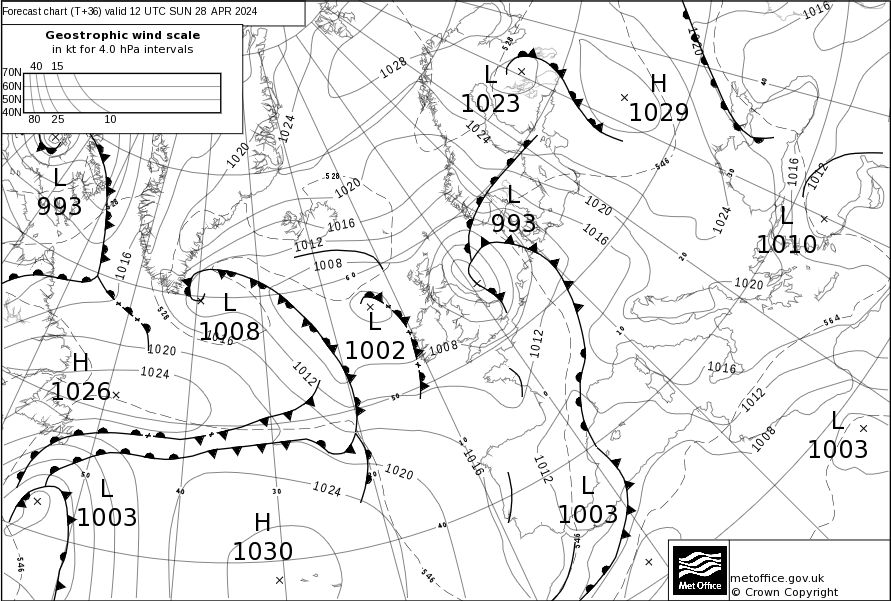 Forecast chart (T+36) valid 12 UTC SUN 28 APR 2024
Geostrophic wind scale
in kt for 4.0 hPa intervals
40 15
70N
60N
50N
40N
80 25 10
1016
528
1020
1028
L
1023
H
1029
40
1024
1024
1020
546
30
1016
1012
L
993
528
1020
L
993
1020
1016
1024
L
1010
1016
1012
1008
1016
20
60
1020
L
1008
528
L
1002
10
564
1016
1020
1008
1012
H
1026
1024
1012
1016
1012
50
0
L
1003
1008
10
1016
1012
50
40
30
1020
1024
L
1003
L
1003
H
1030
40
546
546
546
Met Office
metoffice.gov.uk
© Crown Copyright